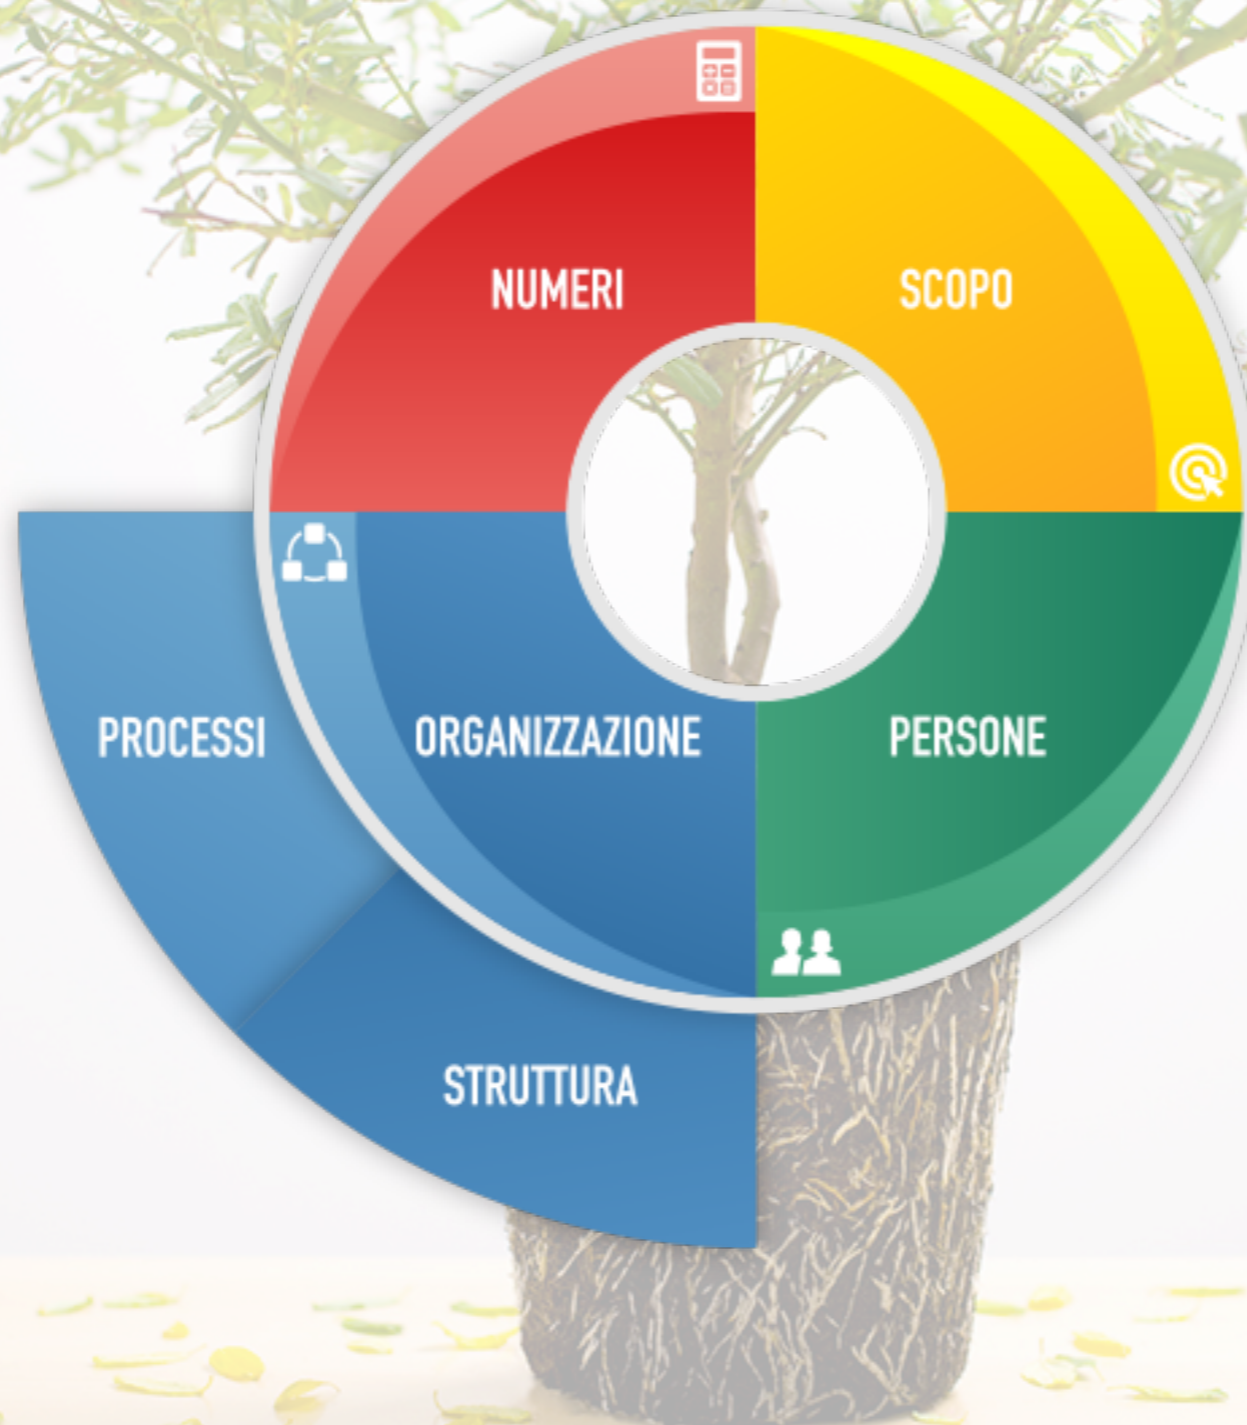 NUMERI
SCOPO
PROCESSI
ORGANIZZAZIONE
PERSONE
STRUTTURA